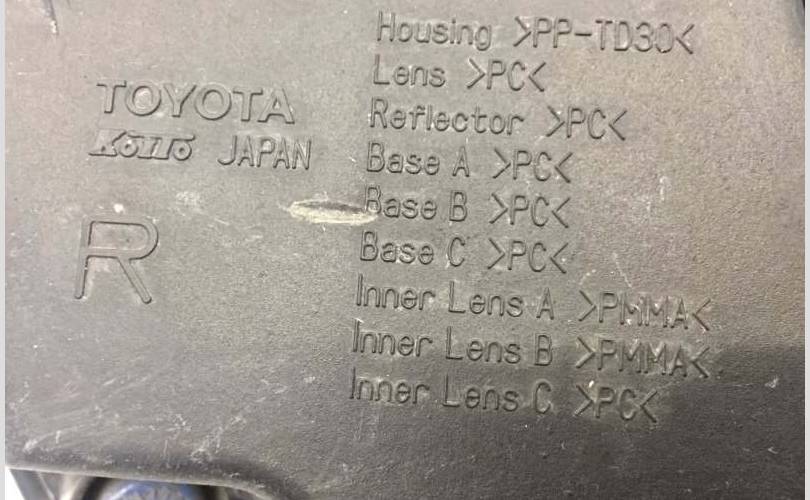 TOYOTA
KOITO JAPAN
R
Housing >PP-TD30<
Lens >PC<
Reflector >PC<
Base A >PC<
Base B >PC<
Base C >PC<
Inner Lens A >PMMA<
Inner Lens B >PMMA<
Inner Lens C >PC<